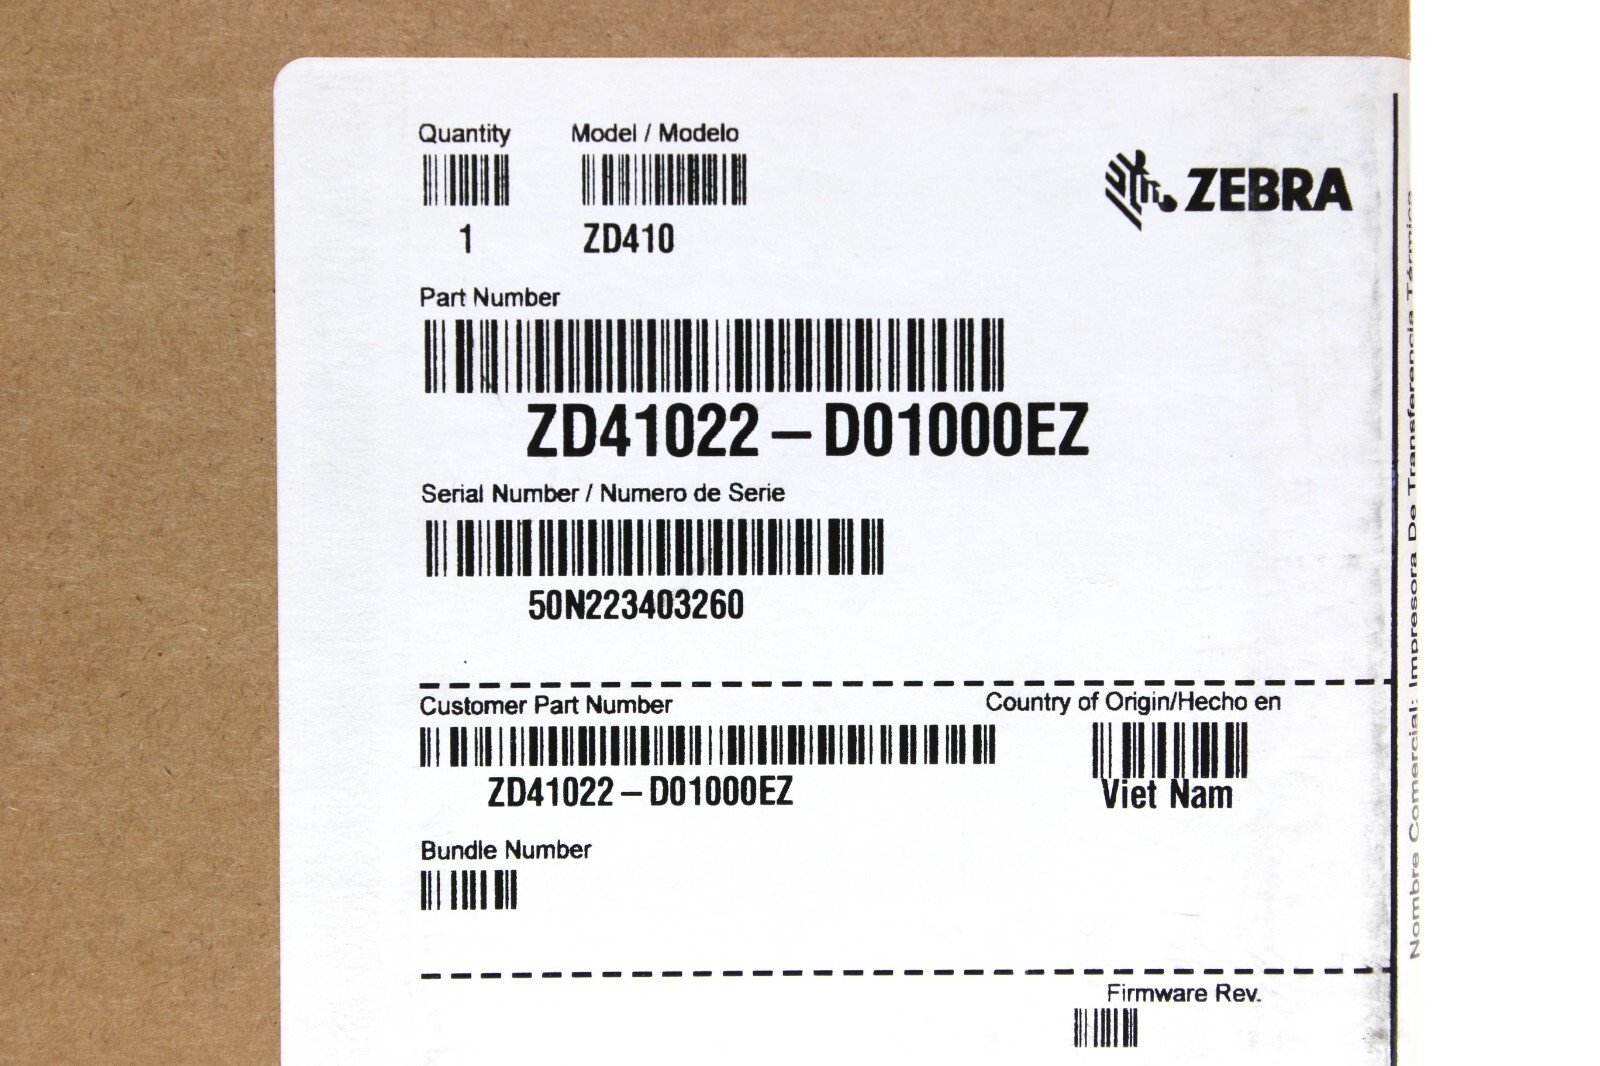 Quantity
Model / Modelo
ZEBRA
1
ZD410
Part Number
ZD41022-D01000EZ
Serial Number / Numero de Serie
50N223403260
Customer Part Number
Country of Origin/Hecho en
ZD41022-D01000EZ
Viet Nam
Bundle Number
Firmware Rev.
Nombre Comercial: Impresora De Transferencia Térmica